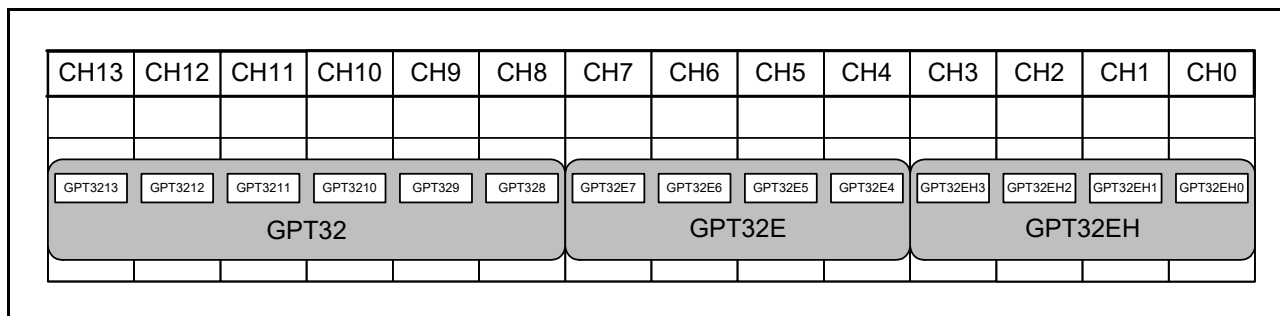 CH13 CH12 CH11 CH10 CH9 CH8 CH7 CH6 CH5 CH4 CH3 CH2 CH1 CH0
GPT3213 GPT3212 GPT3211 GPT3210 GPT329 GPT328 GPT32E7 GPT32E6 GPT32E5 GPT32E4 GPT32EH3 GPT32EH2 GPT32EH1 GPT32EH0
GPT32 GPT32E GPT32EH